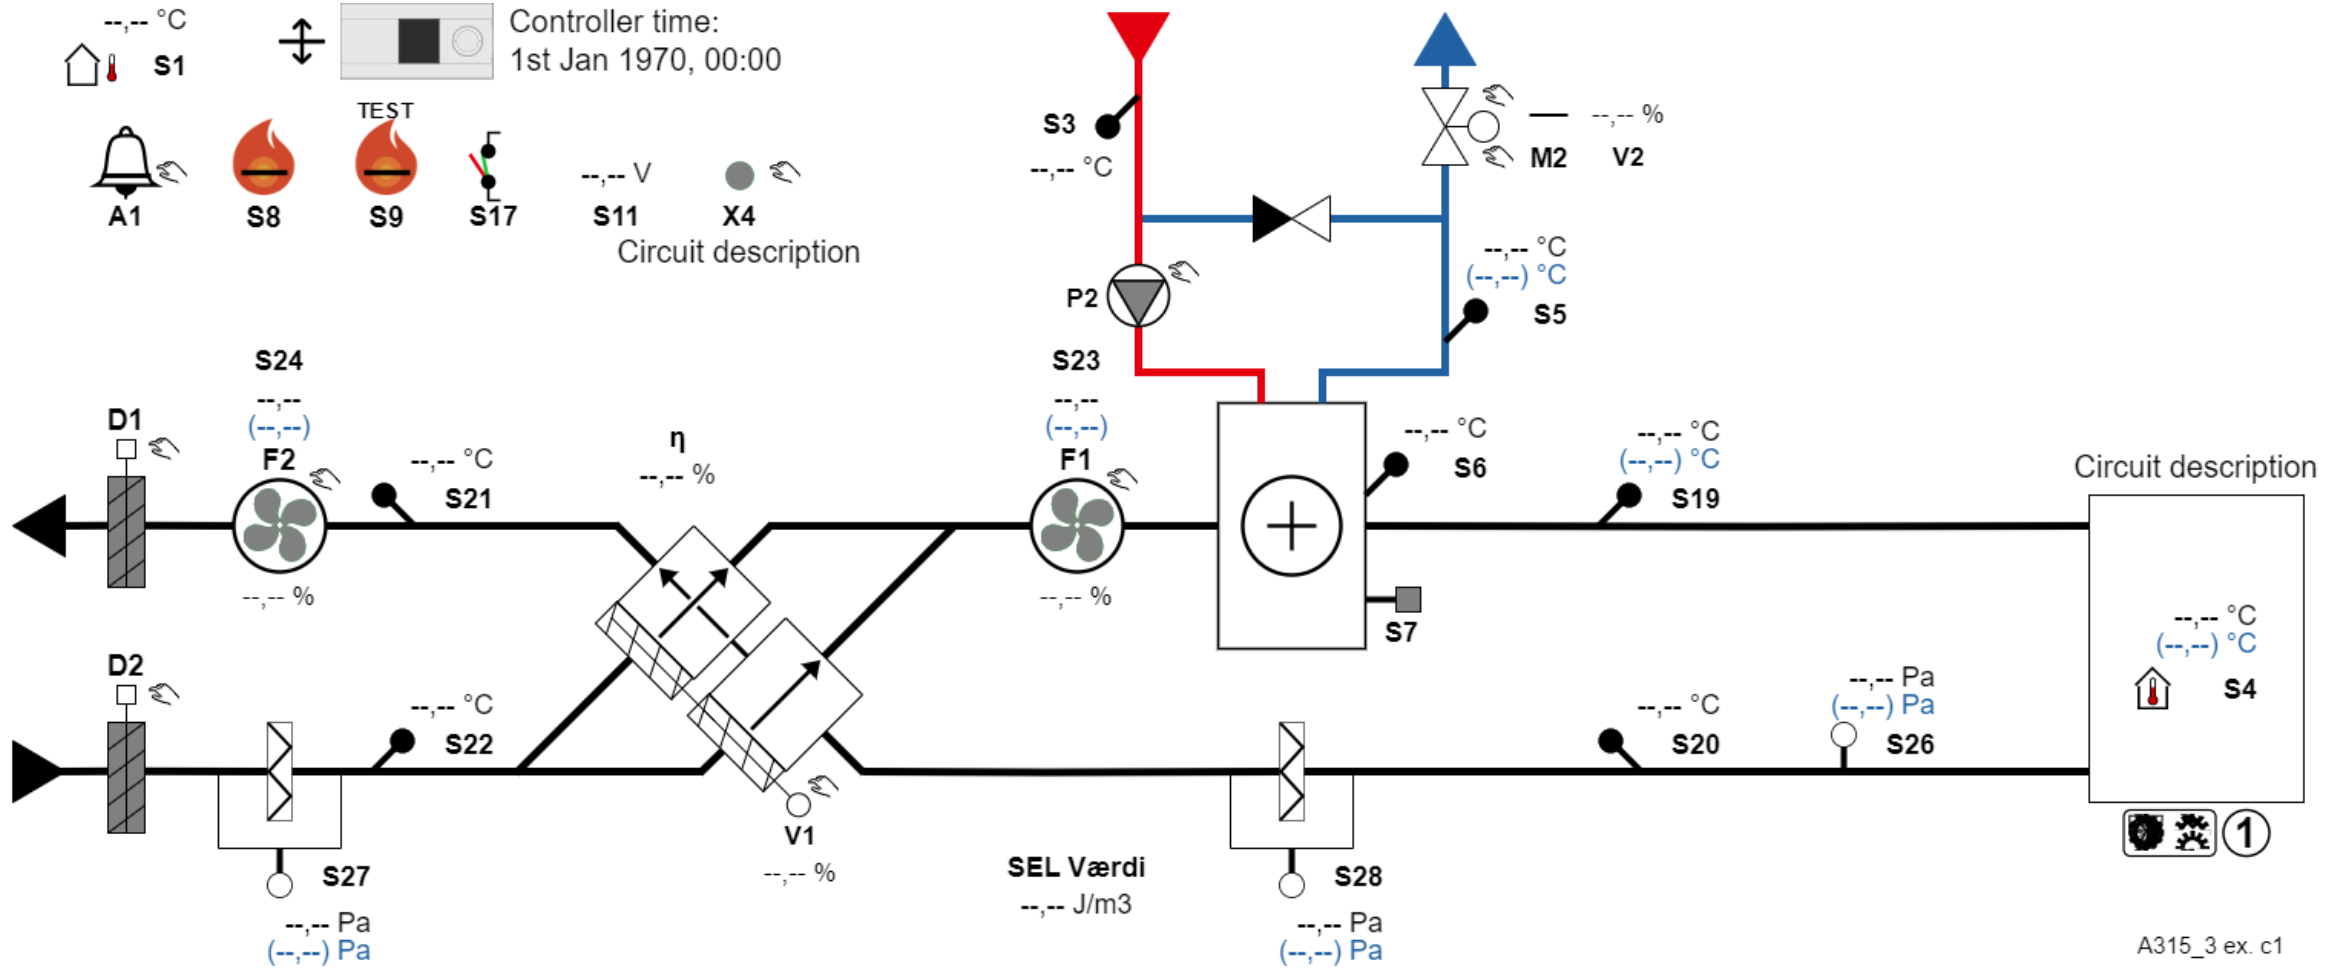 --,-- °C
S1
Controller time:
1st Jan 1970, 00:00
TEST
A1
S8
S9
S17
--,-- V
S11
X4
Circuit description
S3
--,-- °C
--,-- %
M2
V2
P2
--,-- °C
(--,--) °C
S5
S24
--,--
(--,--)
F2
--,-- %
D1
--,-- °C
S21
η
--,-- %
S23
--,--
(--,--)
F1
--,-- %
--,-- °C
S6
S7
--,-- °C
(--,--) °C
S19
Circuit description
--,-- °C
(--,--) °C
S4
D2
--,-- °C
S22
--,-- °C
S20
--,-- Pa
(--,--) Pa
S26
V1
--,-- %
SEL Værdi
--,-- J/m3
S27
--,-- Pa
(--,--) Pa
S28
--,-- Pa
(--,--) Pa
1
A315_3 ex. c1